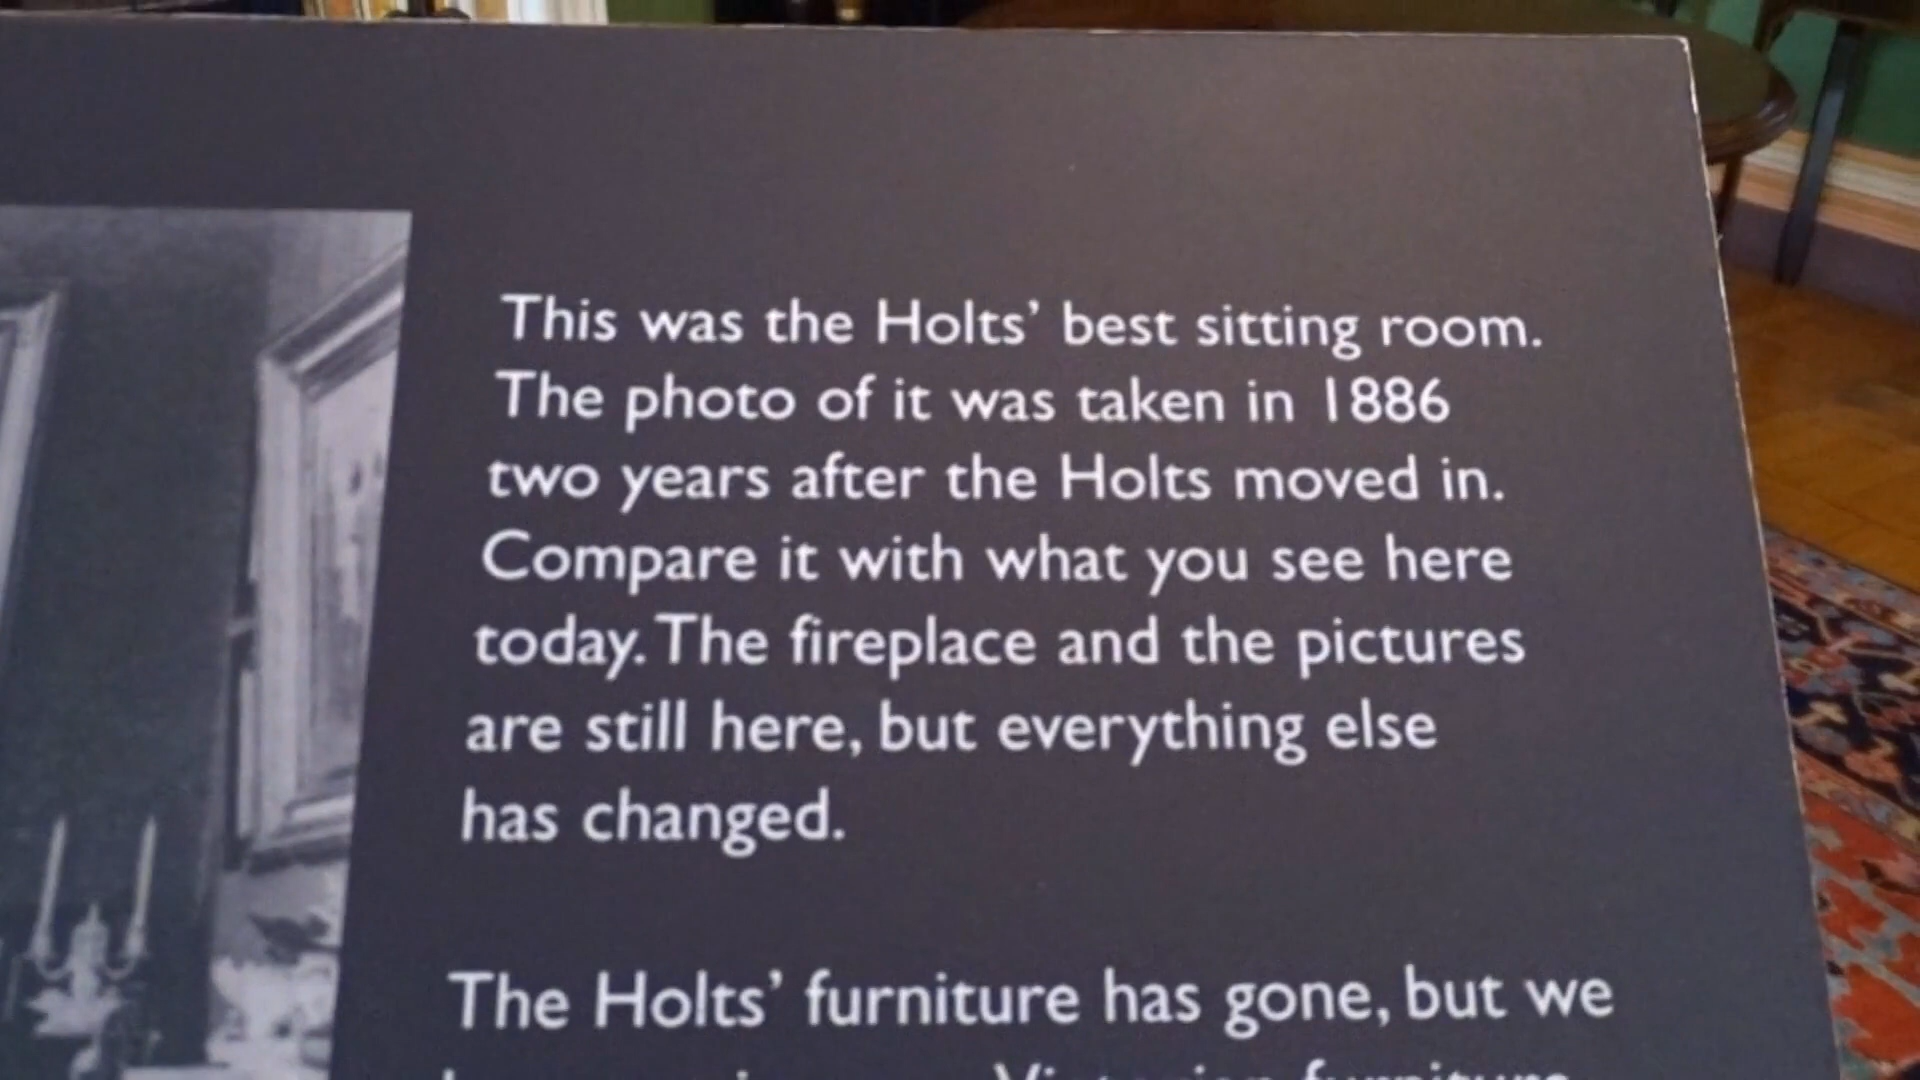 This was the Holts’ best sitting room.
The photo of it was taken in 1886
two years after the Holts moved in.
Compare it with what you see here
today. The fireplace and the pictures
are still here, but everything else
has changed.
The Holts’ furniture has gone, but we
Victorian furniture